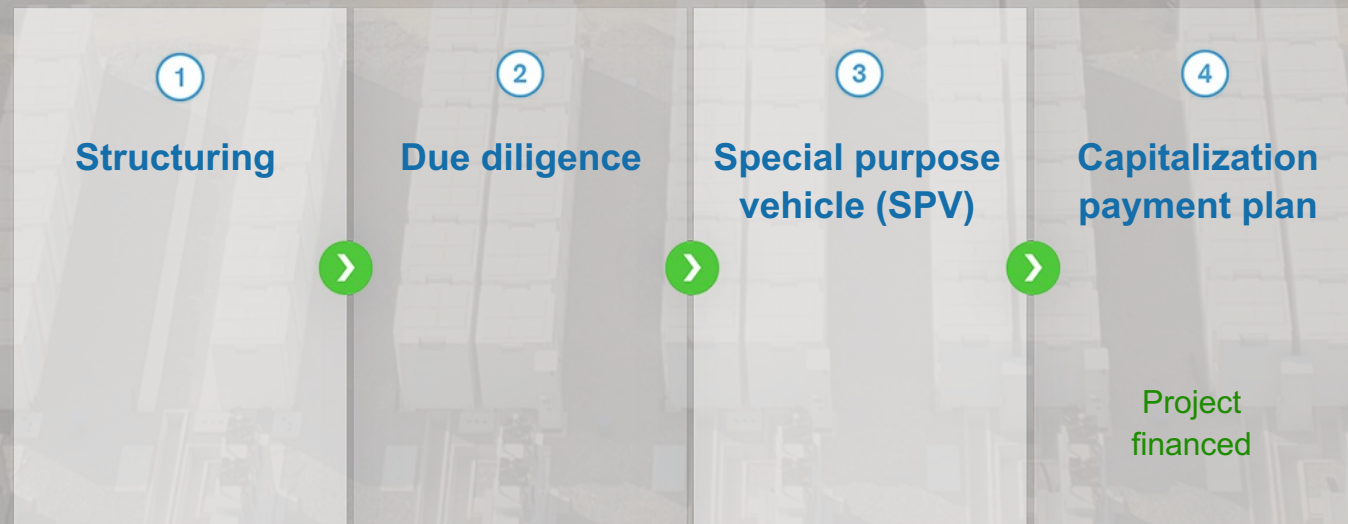 1
Structuring
2
Due diligence
3
Special purpose
vehicle (SPV)
4
Capitalization
payment plan
Project
financed